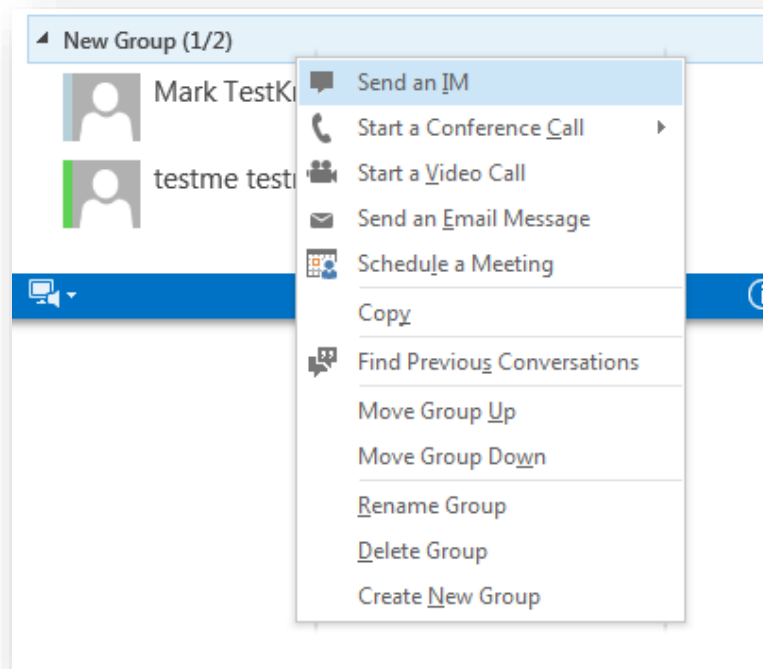 New Group (1/2)
Mark
testme
Send an IM
Start a Conference Call
Start a Video Call
Send an Email Message
Schedule a Meeting
Copy
Find Previous Conversations
Move Group Up
Move Group Down
Rename Group
Delete Group
Create New Group